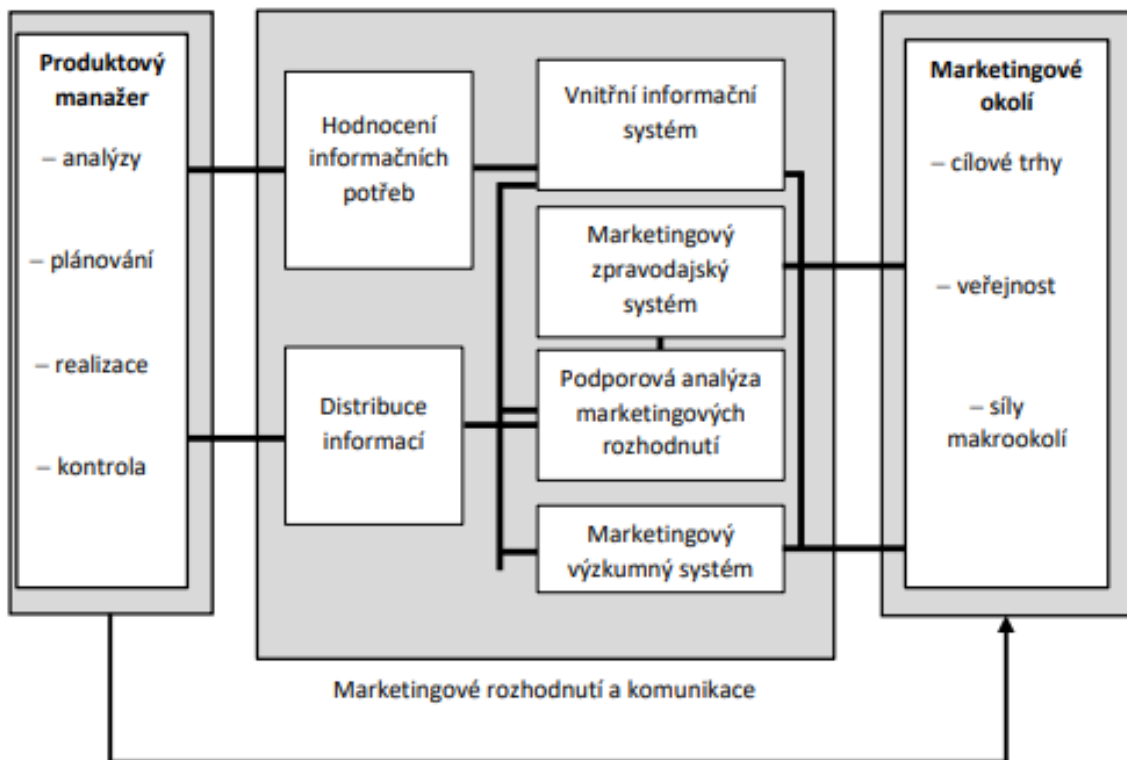 Produktový
manažer
– analýzy
– plánování
– realizace
– kontrola
Hodnocení
informačních
potřeb
Distribuce
informací
Vnitřní informační
systém
Marketingový
zpravodajský
systém
Podporová analýza
marketingových
rozhodnutí
Marketingový
výzkumný systém
Marketingové
okolí
– cílové trhy
– veřejnost
– síly
makrookolí
Marketingové rozhodnutí a komunikace